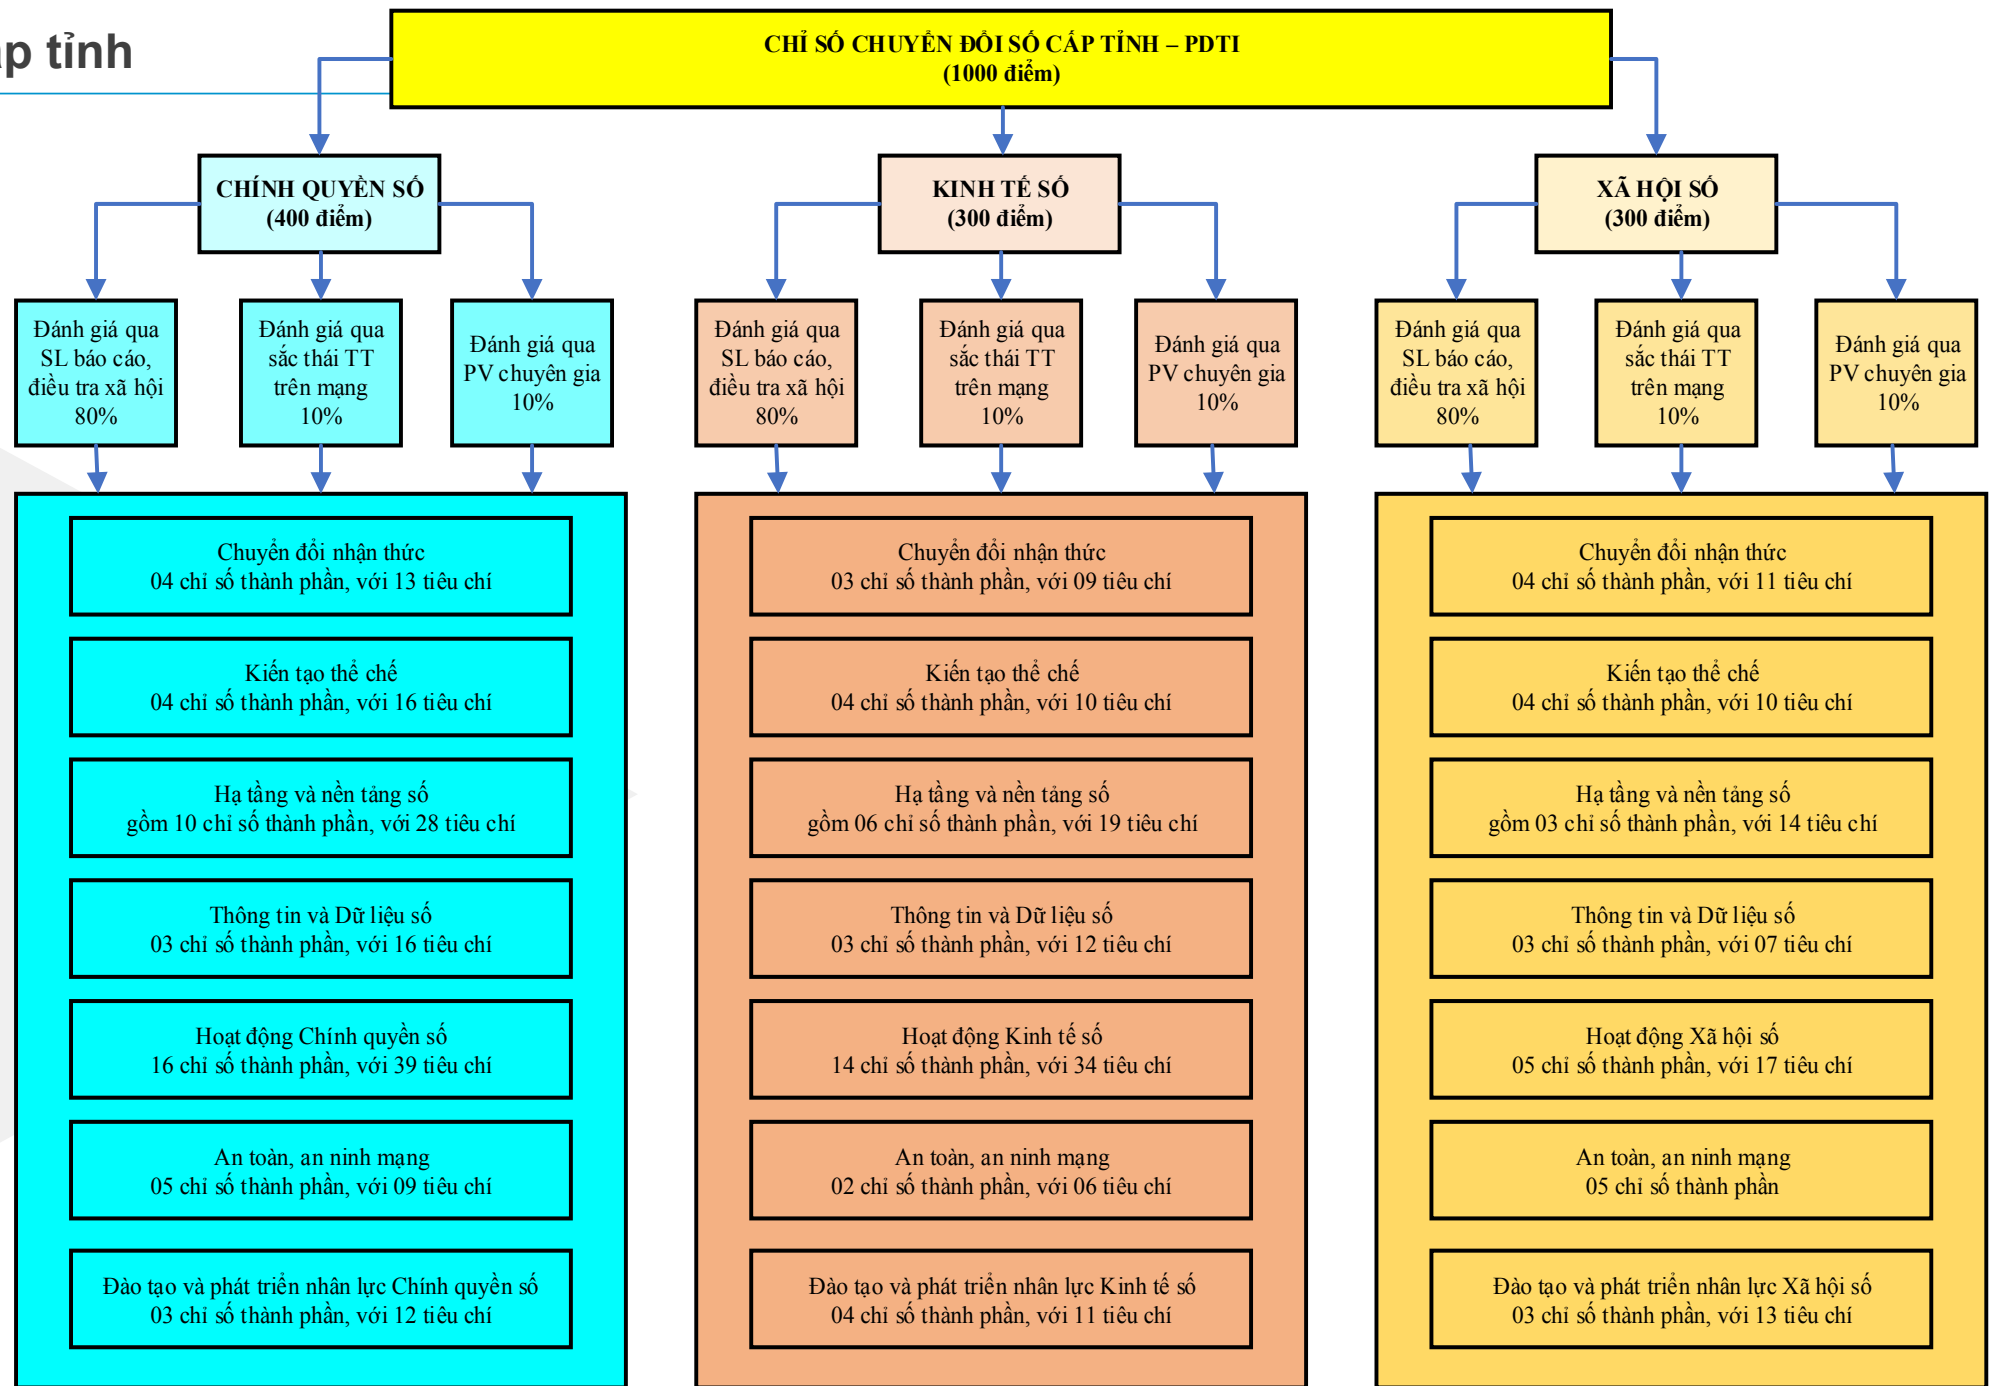 ấp tỉnh
CHỈ SỐ CHUYỂN ĐỔI SỐ CẤP TỈNH – PDTI
(1000 điểm)
CHÍNH QUYỀN SỐ
(400 điểm)
KINH TẾ SỐ
(300 điểm)
XÃ HỘI SỐ
(300 điểm)
Đánh giá qua
SL báo cáo,
điều tra xã hội
80%
Đánh giá qua
sắc thái TT
trên mạng
10%
Đánh giá qua
PV chuyên gia
10%
Đánh giá qua
SL báo cáo,
điều tra xã hội
80%
Đánh giá qua
sắc thái TT
trên mạng
10%
Đánh giá qua
PV chuyên gia
10%
Đánh giá qua
SL báo cáo,
điều tra xã hội
80%
Đánh giá qua
sắc thái TT
trên mạng
10%
Đánh giá qua
PV chuyên gia
10%
Chuyển đổi nhận thức
04 chỉ số thành phần, với 13 tiêu chí
Kiến tạo thể chế
04 chỉ số thành phần, với 16 tiêu chí
Hạ tầng và nền tảng số
gồm 10 chỉ số thành phần, với 28 tiêu chí
Thông tin và Dữ liệu số
03 chỉ số thành phần, với 16 tiêu chí
Hoạt động Chính quyền số
16 chỉ số thành phần, với 39 tiêu chí
An toàn, an ninh mạng
05 chỉ số thành phần, với 09 tiêu chí
Đào tạo và phát triển nhân lực Chính quyền số
03 chỉ số thành phần, với 12 tiêu chí
Chuyển đổi nhận thức
03 chỉ số thành phần, với 09 tiêu chí
Kiến tạo thể chế
04 chỉ số thành phần, với 10 tiêu chí
Hạ tầng và nền tảng số
gồm 06 chỉ số thành phần, với 19 tiêu chí
Thông tin và Dữ liệu số
03 chỉ số thành phần, với 12 tiêu chí
Hoạt động Kinh tế số
14 chỉ số thành phần, với 34 tiêu chí
An toàn, an ninh mạng
02 chỉ số thành phần, với 06 tiêu chí
Đào tạo và phát triển nhân lực Kinh tế số
04 chỉ số thành phần, với 11 tiêu chí
Chuyển đổi nhận thức
04 chỉ số thành phần, với 11 tiêu chí
Kiến tạo thể chế
04 chỉ số thành phần, với 10 tiêu chí
Hạ tầng và nền tảng số
gồm 03 chỉ số thành phần, với 14 tiêu chí
Thông tin và Dữ liệu số
03 chỉ số thành phần, với 07 tiêu chí
Hoạt động Xã hội số
05 chỉ số thành phần, với 17 tiêu chí
An toàn, an ninh mạng
05 chỉ số thành phần
Đào tạo và phát triển nhân lực Xã hội số
03 chỉ số thành phần, với 13 tiêu chí